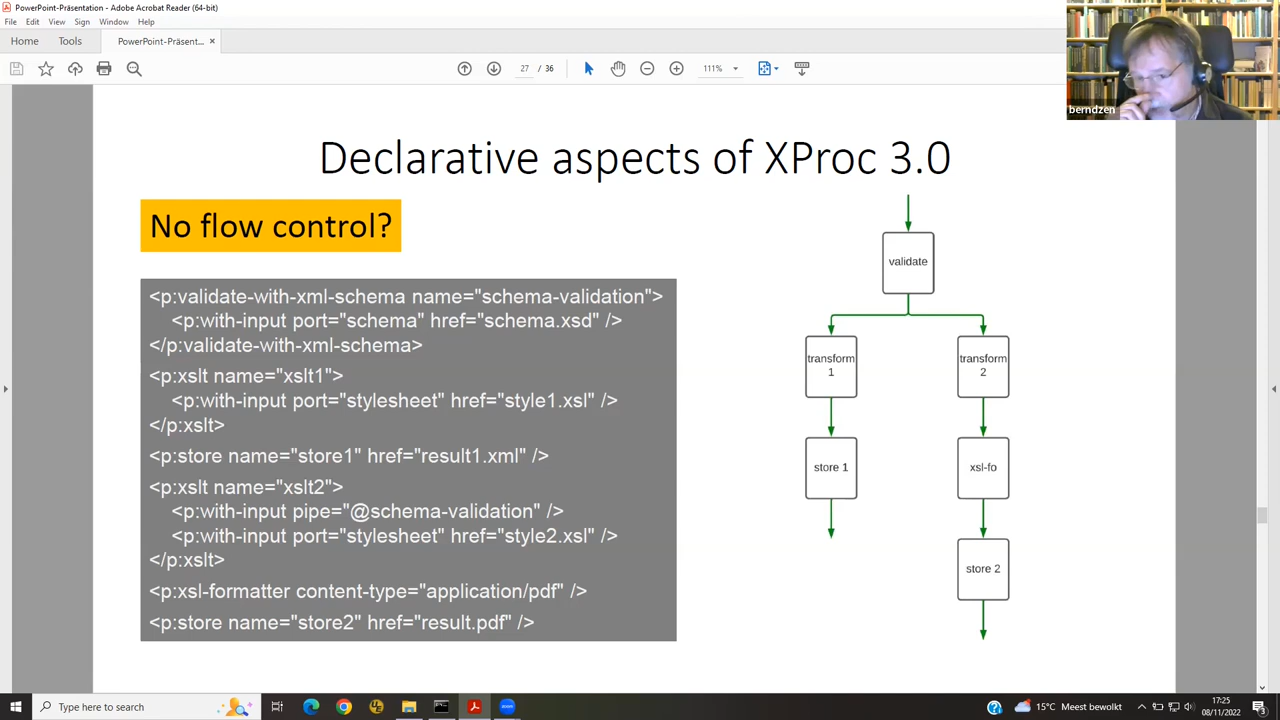 PowerPoint-Präsentation - Adobe Acrobat Reader (64-bit)
File Edit View Sign Window Help
Home Tools PowerPoint-Präsent... ×
27 / 36 111%
berndzen
Declarative aspects of XProc 3.0
No flow control?
<p:validate-with-xml-schema name="schema-validation">
<p:with-input port="schema" href="schema.xsd" />
</p:validate-with-xml-schema>
<p:xslt name="xslt1">
<p:with-input port="stylesheet" href="style1.xsl" />
</p:xslt>
<p:store name="store1" href="result1.xml" />
<p:xslt name="xslt2">
<p:with-input pipe="@schema-validation" />
<p:with-input port="stylesheet" href="style2.xsl" />
</p:xslt>
<p:xsl-formatter content-type="application/pdf" />
<p:store name="store2" href="result.pdf" />
validate
transform
1
transform
2
store 1
xsl-fo
store 2
Type here to search
15°C Meest bewolkt
17:25
08/11/2022
3